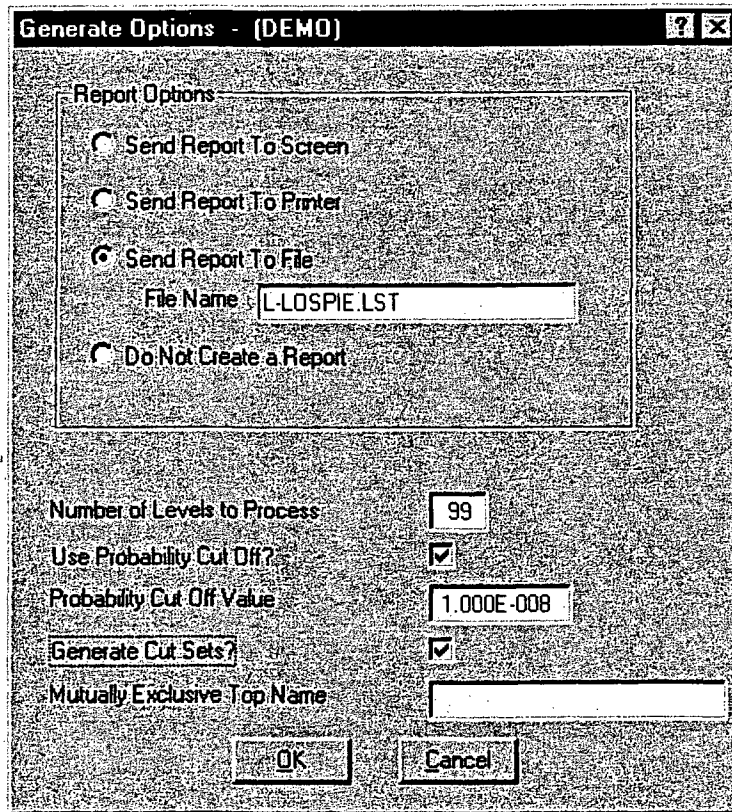 Generate Options - (DEMO)
Report Options
Send Report To Screen
Send Report To Printer
Send Report To File
File Name
L-LOSPIE.LST
Do Not Create a Report
Number of Levels to Process
99
Use Probability Cut Off?
Probability Cut Off Value
1.000E-008
Generate Cut Sets?
Mutually Exclusive Top Name
OK
Cancel